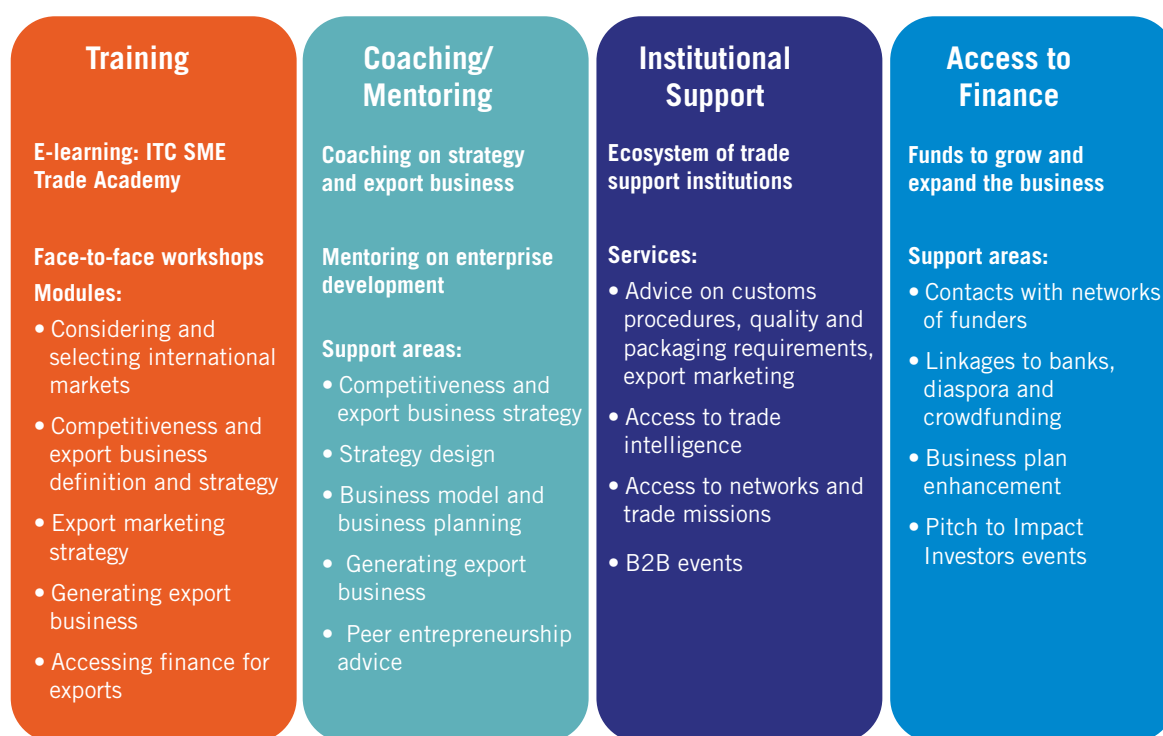 Training
E-learning: ITC SME
Trade Academy
Face-to-face workshops
Modules:
• Considering and
selecting international
markets
• Competitiveness and
export business
definition and strategy
• Export marketing
strategy
• Generating export
business
• Accessing finance for
exports
Coaching/
Mentoring
Coaching on strategy
and export business
Mentoring on enterprise
development
Support areas:
• Competitiveness and
export business strategy
• Strategy design
• Business model and
business planning
• Generating export
business
• Peer entrepreneurship
advice
Institutional
Support
Ecosystem of trade
support institutions
Services:
• Advice on customs
procedures, quality and
packaging requirements,
export marketing
• Access to trade
intelligence
• Access to networks and
trade missions
• B2B events
Access to
Finance
Funds to grow and
expand the business
Support areas:
• Contacts with networks
of funders
• Linkages to banks,
diaspora and
crowdfunding
• Business plan
enhancement
• Pitch to Impact
Investors events